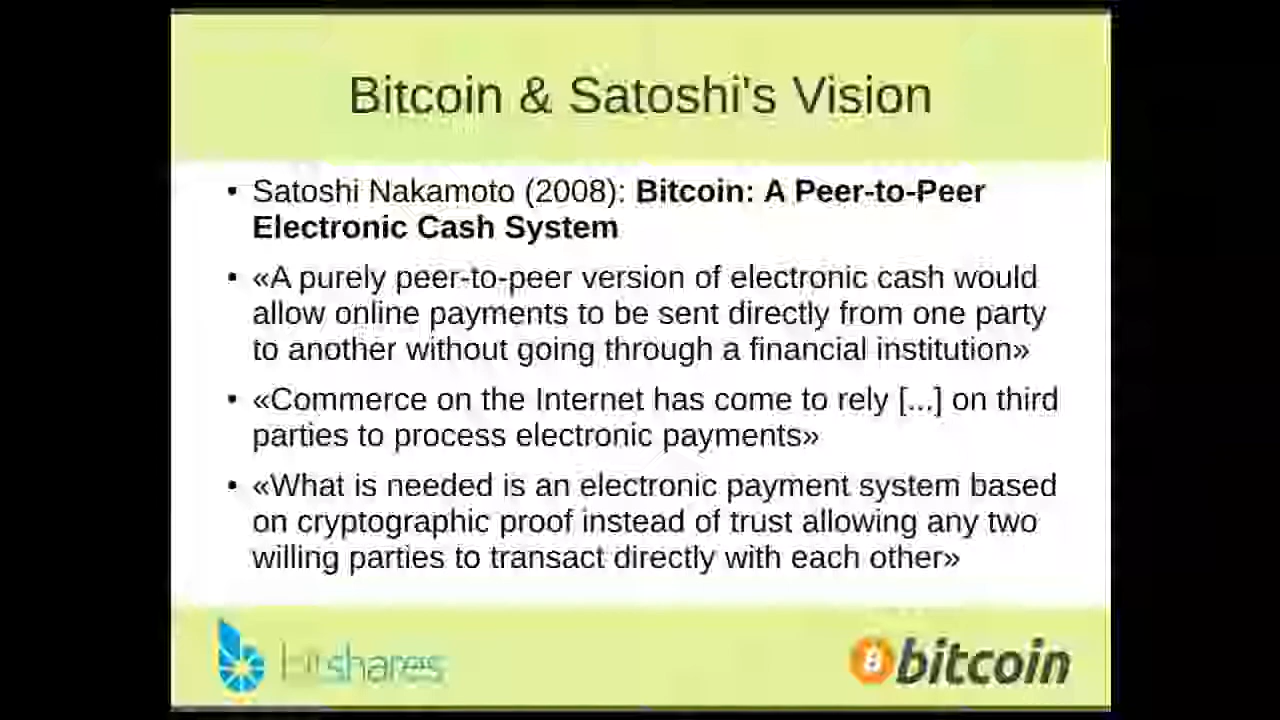 Bitcoin & Satoshi's Vision
• Satoshi Nakamoto (2008): Bitcoin: A Peer-to-Peer
Electronic Cash System
• «A purely peer-to-peer version of electronic cash would
allow online payments to be sent directly from one party
to another without going through a financial institution»
• «Commerce on the Internet has come to rely [...] on third
parties to process electronic payments»
• «What is needed is an electronic payment system based
on cryptographic proof instead of trust allowing any two
willing parties to transact directly with each other»
bitshares
bitcoin